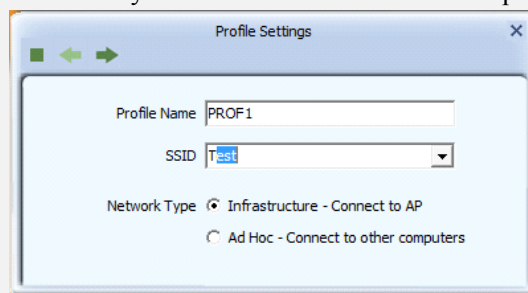 Profile Settings
Profile Name PROF1
SSID Test
Network Type Infrastructure - Connect to AP
Ad Hoc - Connect to other computers